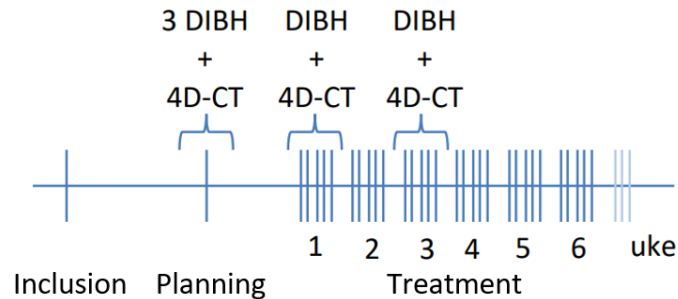 3 DIBH DIBH DIBH
+ + +
4D-CT 4D-CT 4D-CT
1 2 3 4 5 6 uke
Inclusion Planning Treatment